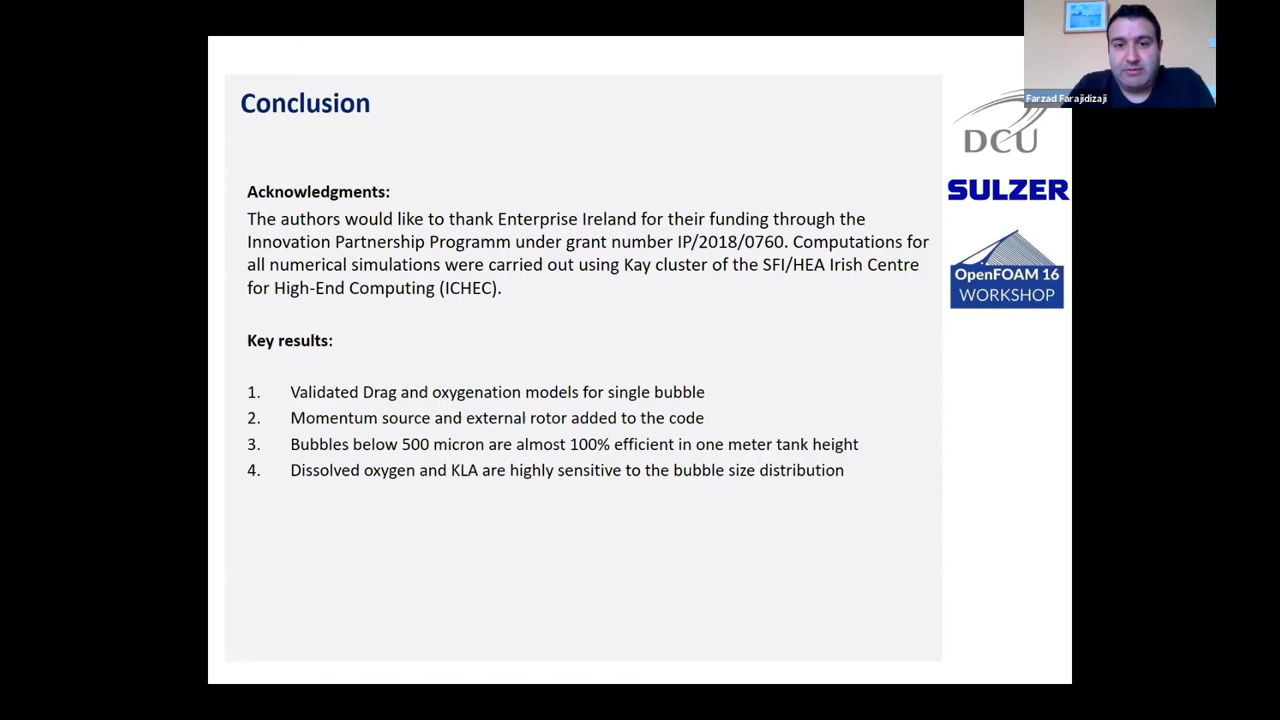 Conclusion
Farzad Farajidizaji
DCU
SULZER
Acknowledgments:
The authors would like to thank Enterprise Ireland for their funding through the
Innovation Partnership Programm under grant number IP/2018/0760. Computations for
all numerical simulations were carried out using Kay cluster of the SFI/HEA Irish Centre
for High-End Computing (ICHEC).
OpenFOAM 16
WORKSHOP
Key results:
1. Validated Drag and oxygenation models for single bubble
2. Momentum source and external rotor added to the code
3. Bubbles below 500 micron are almost 100% efficient in one meter tank height
4. Dissolved oxygen and KLA are highly sensitive to the bubble size distribution